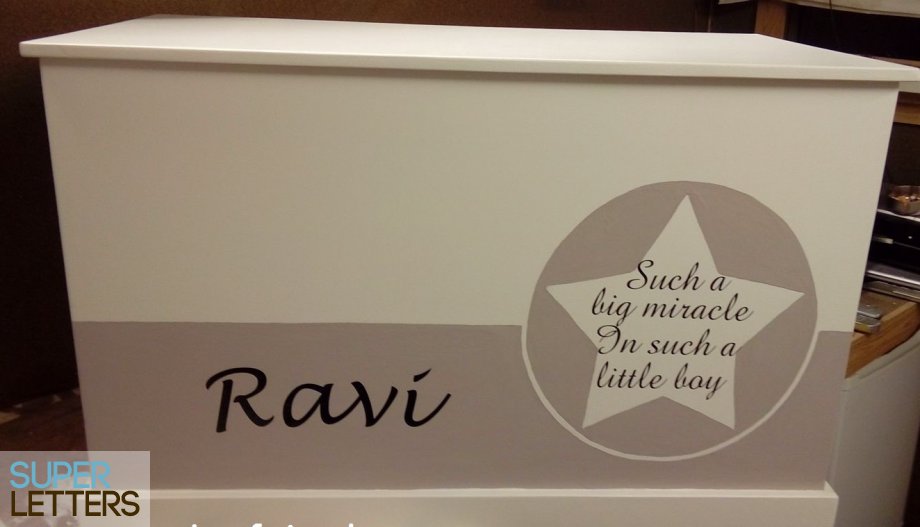 Such a
big miracle
In such a
little boy
Ravi
SUPER
LETTERS